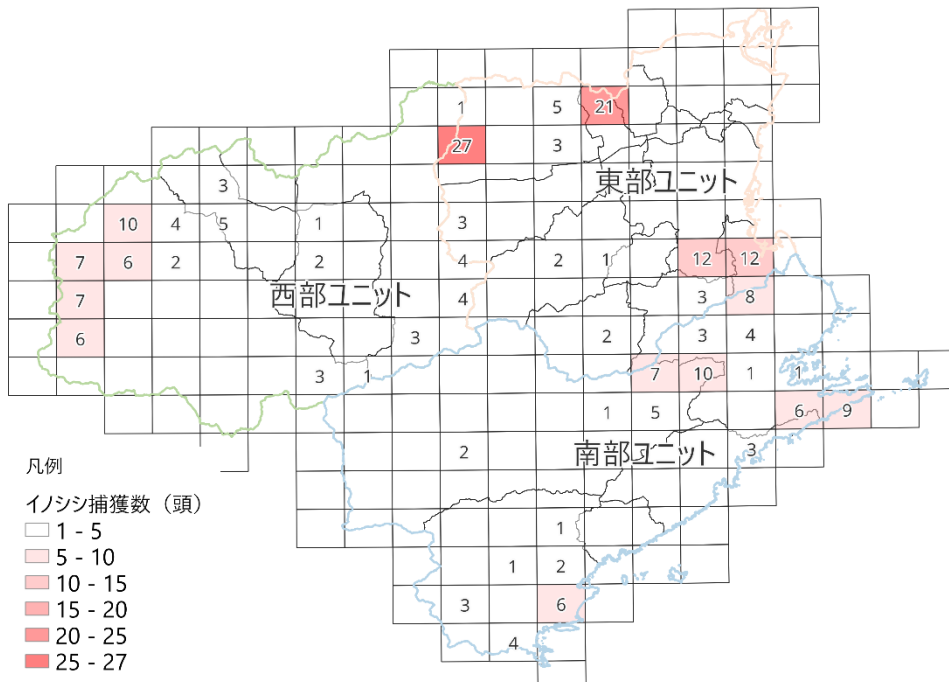 1 5 21
27 3
東部ユニット
3
10 4 5 1 3
7 6 2 2 4 2 1 12 12
西部ユニット
7 4 3 8
6 3 2 3 4
3 1 7 10 1 1
1 5 6 9
2 南部ユニット 3
1
1 2
3 6
4
凡例
イノシシ捕獲数（頭）
1 - 5
5 - 10
10 - 15
15 - 20
20 - 25
25 - 27